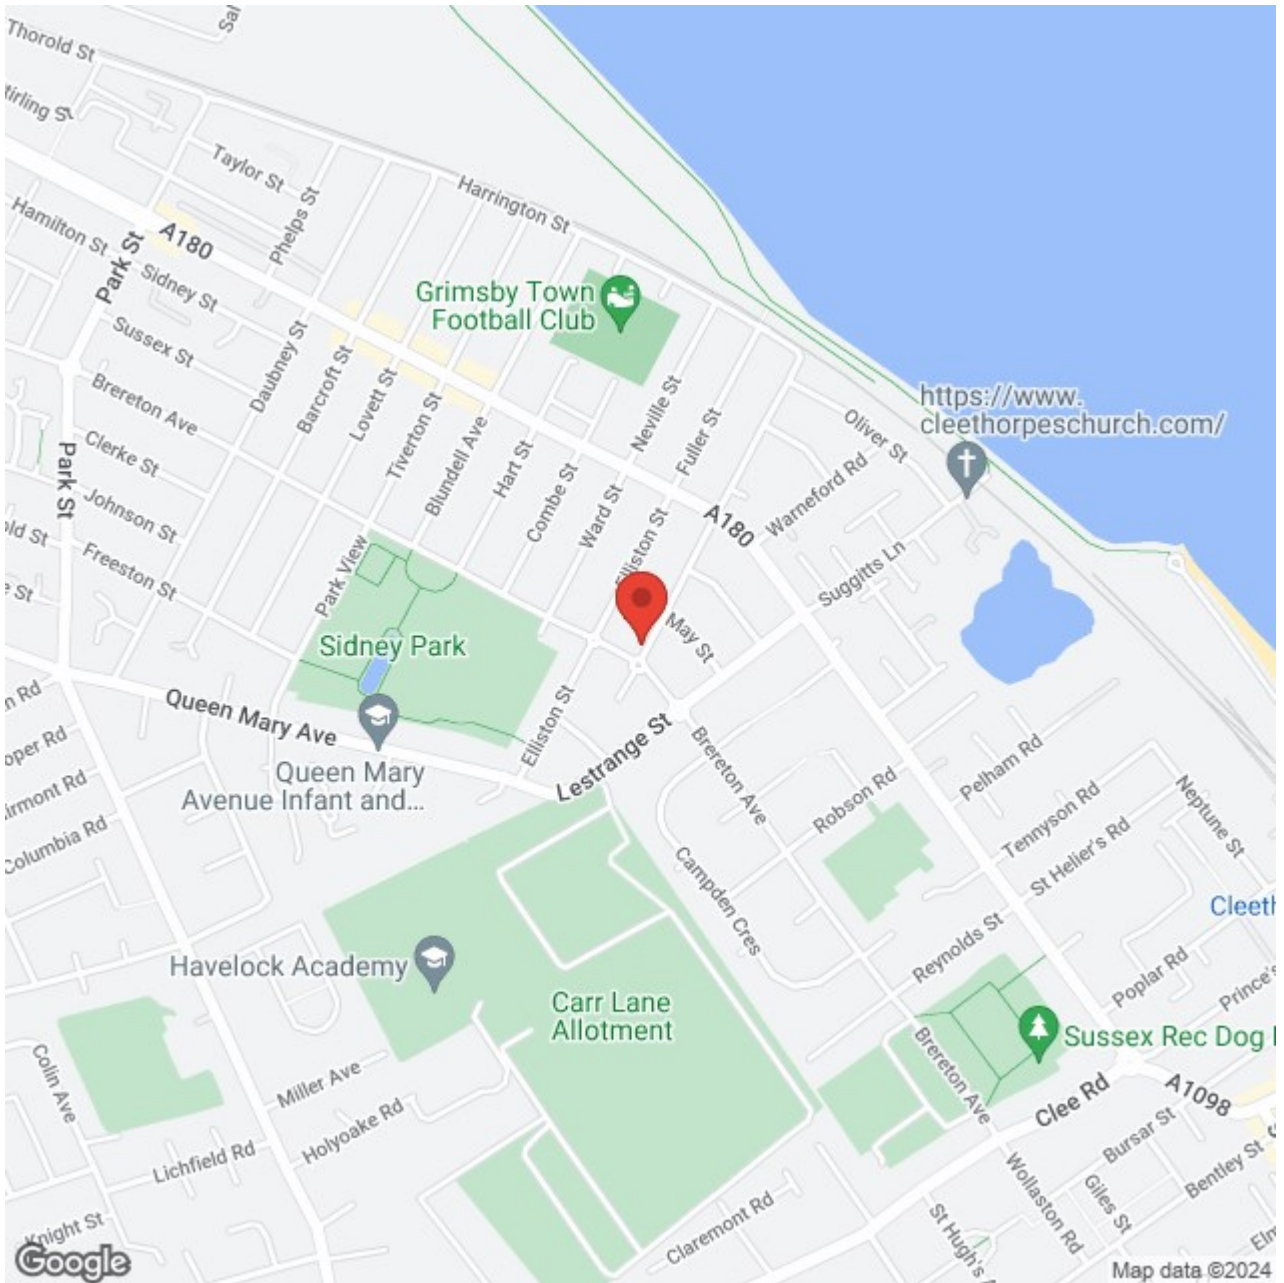 Thorold St
Taylor St
Phelps St
Harrington St
Hamilton St
A180
Park St
Sidney St
Grimsby Town
Football Club
Sussex St
Daubney St
Barcroft St
Lovett St
Tiverton St
Blundell Ave
Hart St
Combe St
Ward St
Neville St
Fuller St
Brereton Ave
Clerke St
Johnson St
Park St
Freeston St
Park View
https://www.
cleethorpeschurch.com/
Oliver St
Warneford Rd
A180
Suggitts Ln
May St
Sidney Park
Queen Mary Ave
Elliston St
Lestrange St
Queen Mary
Avenue Infant and...
Brereton Ave
Robson Rd
Pelham Rd
Tennyson Rd
Neptune St
St Helier's Rd
Columbia Rd
Campden Cres
Reynolds St
Poplar Rd
Havelock Academy
Carr Lane
Allotment
Sussex Rec Dog
Colin Ave
Miller Ave
Holyoake Rd
Lichfield Rd
Brereton Ave
Clee Rd
A1098
Bursar St
Bentley St
Giles St
Wollaston Rd
Claremont Rd
Knight St
Google
Map data ©2024